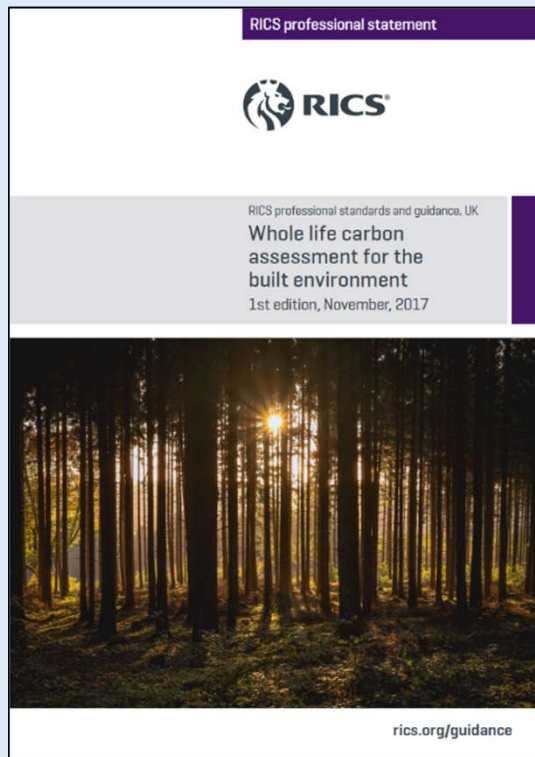 RICS professional statement
RICS®
RICS professional standards and guidance, UK
Whole life carbon
assessment for the
built environment
1st edition, November, 2017
rics.org/guidance